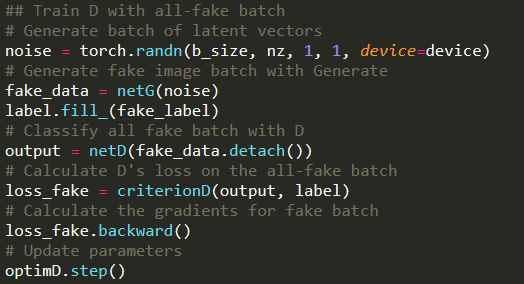 ## Train D with all-fake batch
# Generate batch of latent vectors
noise = torch.randn(b_size, nz, 1, 1, device=device)
# Generate fake image batch with Generate
fake_data = netG(noise)
label.fill_(fake_label)
# Classify all fake batch with D
output = netD(fake_data.detach())
# Calculate D's loss on the all-fake batch
loss_fake = criterionD(output, label)
# Calculate the gradients for fake batch
loss_fake.backward()
# Update parameters
optimD.step()